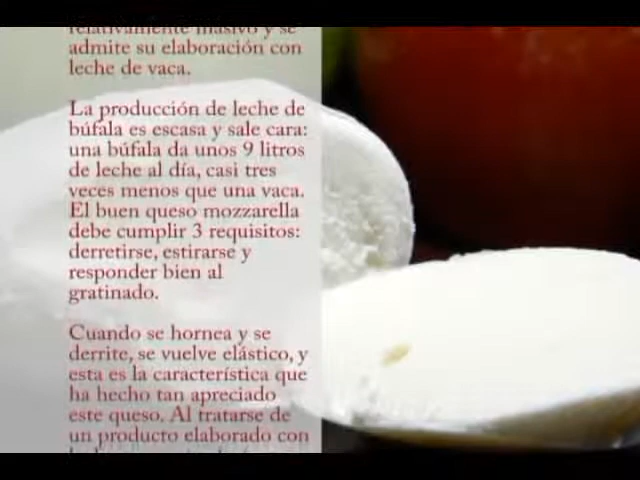 relativamente masivo y se
admite su elaboración con
leche de vaca.
La producción de leche de
búfala es escasa y sale cara:
una búfala da unos 9 litros
de leche al día, casi tres
veces menos que una vaca.
El buen queso mozzarella
debe cumplir 3 requisitos:
derretirse, estirarse y
responder bien al
gratinado.
Cuando se hornea y se
derrite, se vuelve elástico, y
esta es la característica que
ha hecho tan apreciado
este queso. Al tratarse de
un producto elaborado con